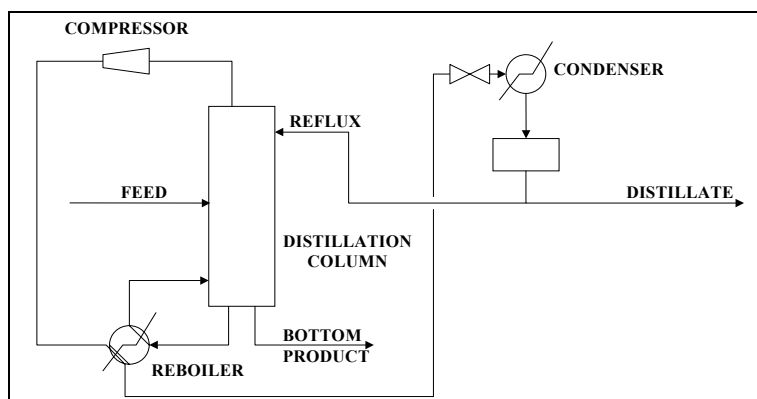 COMPRESSOR
CONDENSER
REFLUX
FEED
DISTILLATE
DISTILLATION
COLUMN
BOTTOM
PRODUCT
REBOILER